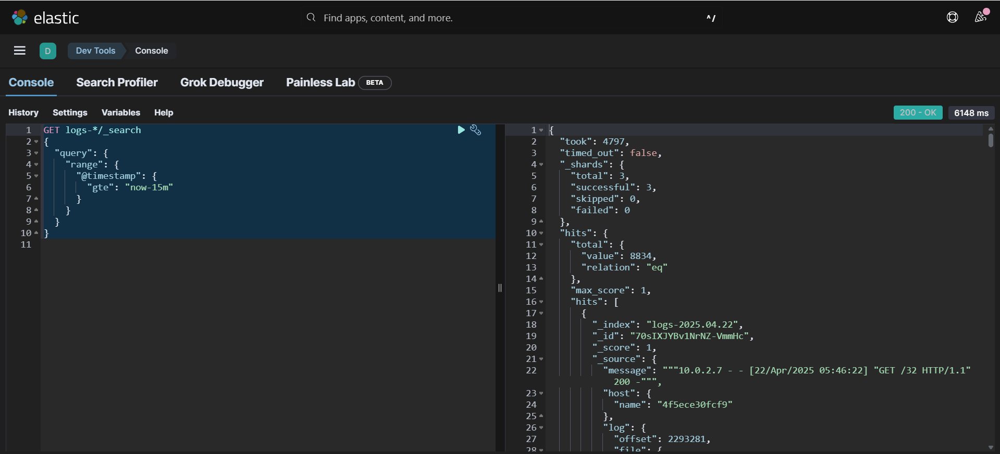 elastic
Find apps, content, and more.
^/
D
Dev Tools
Console
Console
Search Profiler
Grok Debugger
Painless Lab
BETA
History
Settings
Variables
Help
200 - OK
6148 ms
1 GET logs-*/_search
2 {
3 "query": {
4 "range": {
5 "@timestamp": {
6 "gte": "now-15m"
7 }
8 }
9 }
10 }
11
1 {
2 "took": 4797,
3 "timed_out": false,
4 "_shards": {
5 "total": 3,
6 "successful": 3,
7 "skipped": 0,
8 "failed": 0
9 },
10 "hits": {
11 "total": {
12 "value": 8834,
13 "relation": "eq"
14 },
15 "max_score": 1,
16 "hits": [
17 {
18 "_index": "logs-2025.04.22",
19 "_id": "70sIXJYBv1NrNZ-VmmHc",
20 "_score": 1,
21 "_source": {
22 "message": """10.0.2.7 - - [22/Apr/2025 05:46:22] "GET /32 HTTP/1.1"
200 -""",
23 "host": {
24 "name": "4f5ece30fcf9"
25 },
26 "log": {
27 "offset": 2293281,
28 "file": {